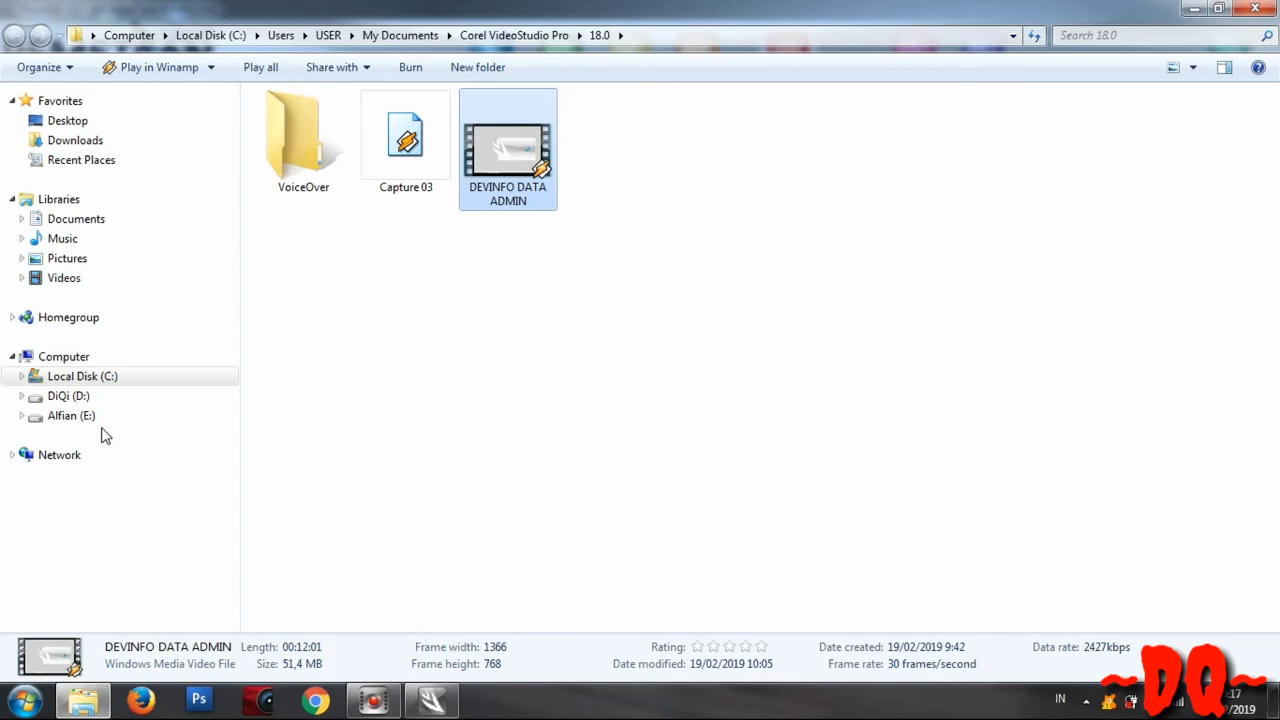 Computer Local Disk (C:) Users USER My Documents Corel VideoStudio Pro 18.0 Search 18.0
Organize Play in Winamp Play all Share with Burn New folder
Favorites
Desktop
Downloads
Recent Places
Libraries
Documents
Music
Pictures
Videos
Homegroup
Computer
Local Disk (C:)
DiQi (D:)
Alfian (E:)
Network
VoiceOver
Capture 03
DEVINFO DATA
ADMIN
DEVINFO DATA ADMIN Length: 00:12:01 Frame width: 1366 Rating: Date created: 19/02/2019 9:42 Data rate: 2427kbps
Windows Media Video File Size: 51,4 MB Frame height: 768 Date modified: 19/02/2019 10:05 Frame rate: 30 frames/second
Ps IN
~DQ~